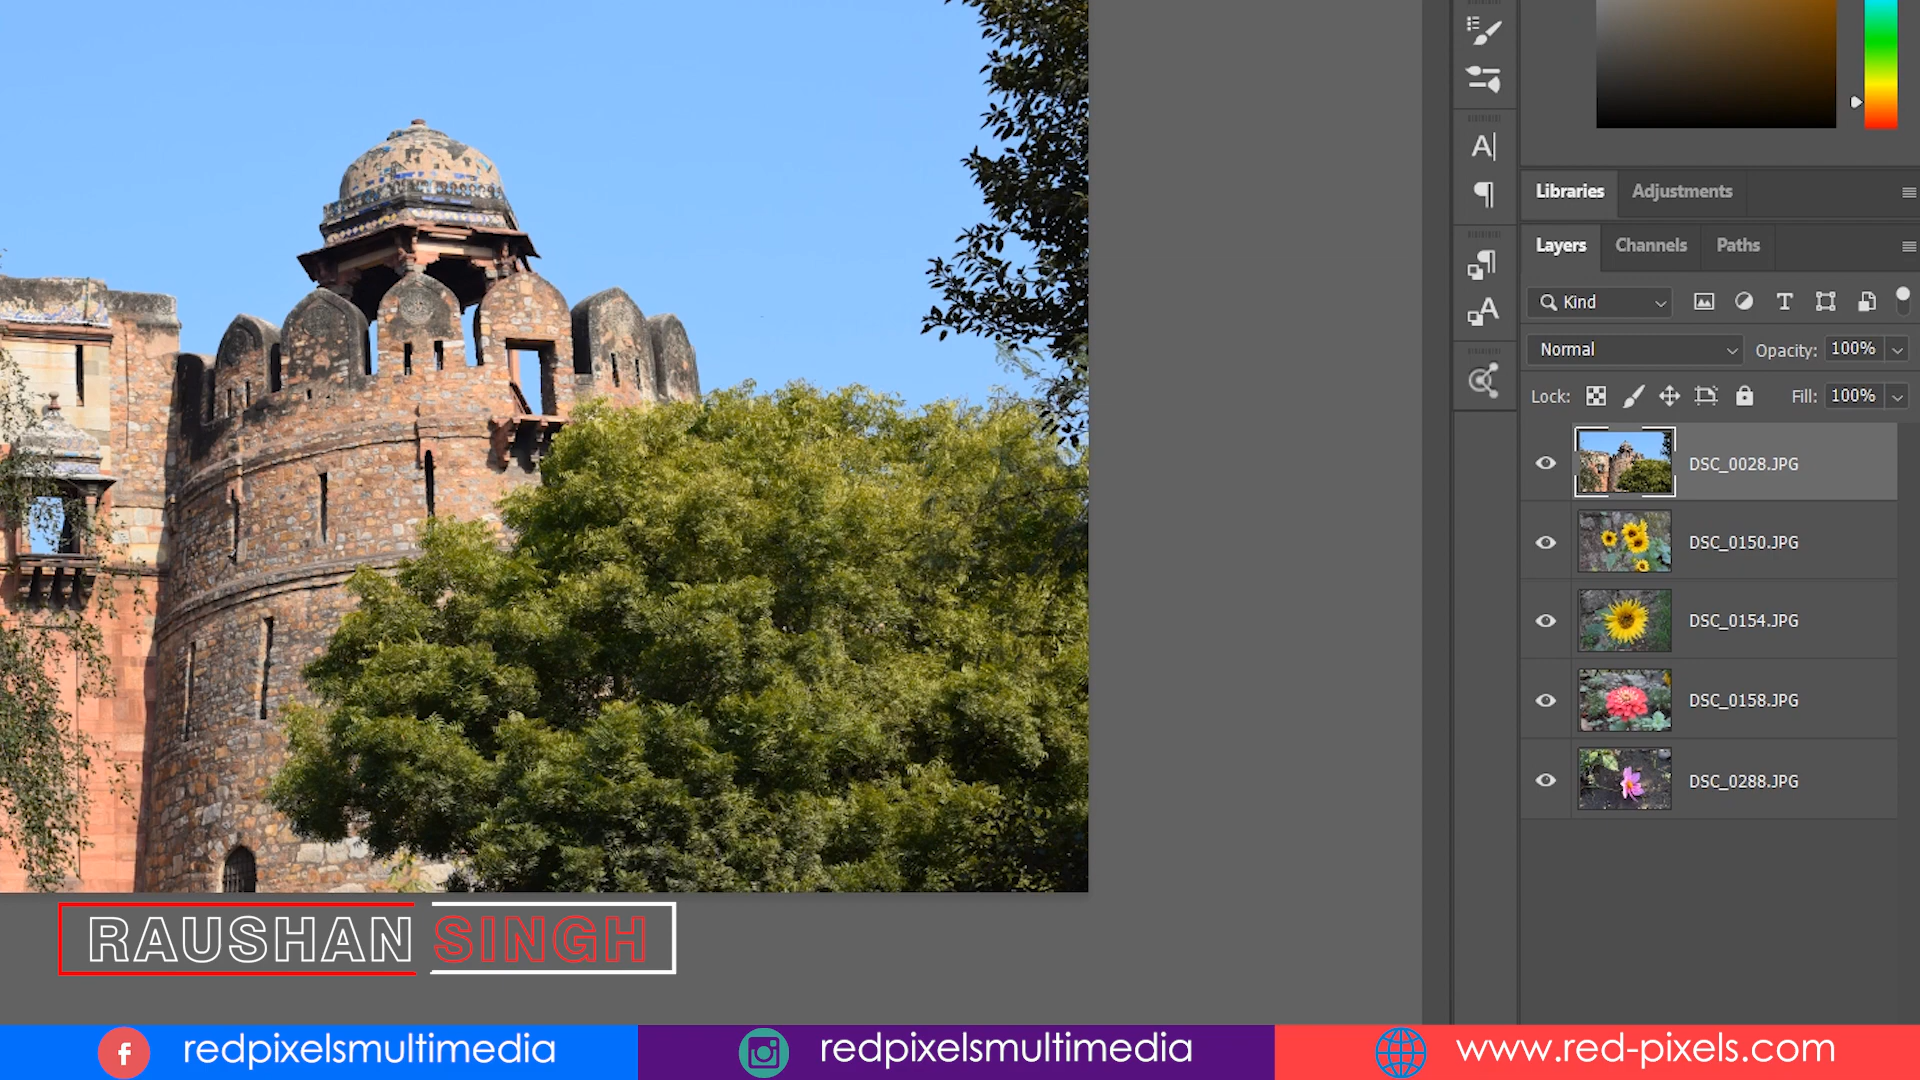 Libraries Adjustments
Layers Channels Paths
Kind
Normal Opacity: 100%
Lock: Fill: 100%
DSC_0028.JPG
DSC_0150.JPG
DSC_0154.JPG
DSC_0158.JPG
DSC_0288.JPG
RAUSHAN SINGH
redpixelsmultimedia redpixelsmultimedia www.red-pixels.com